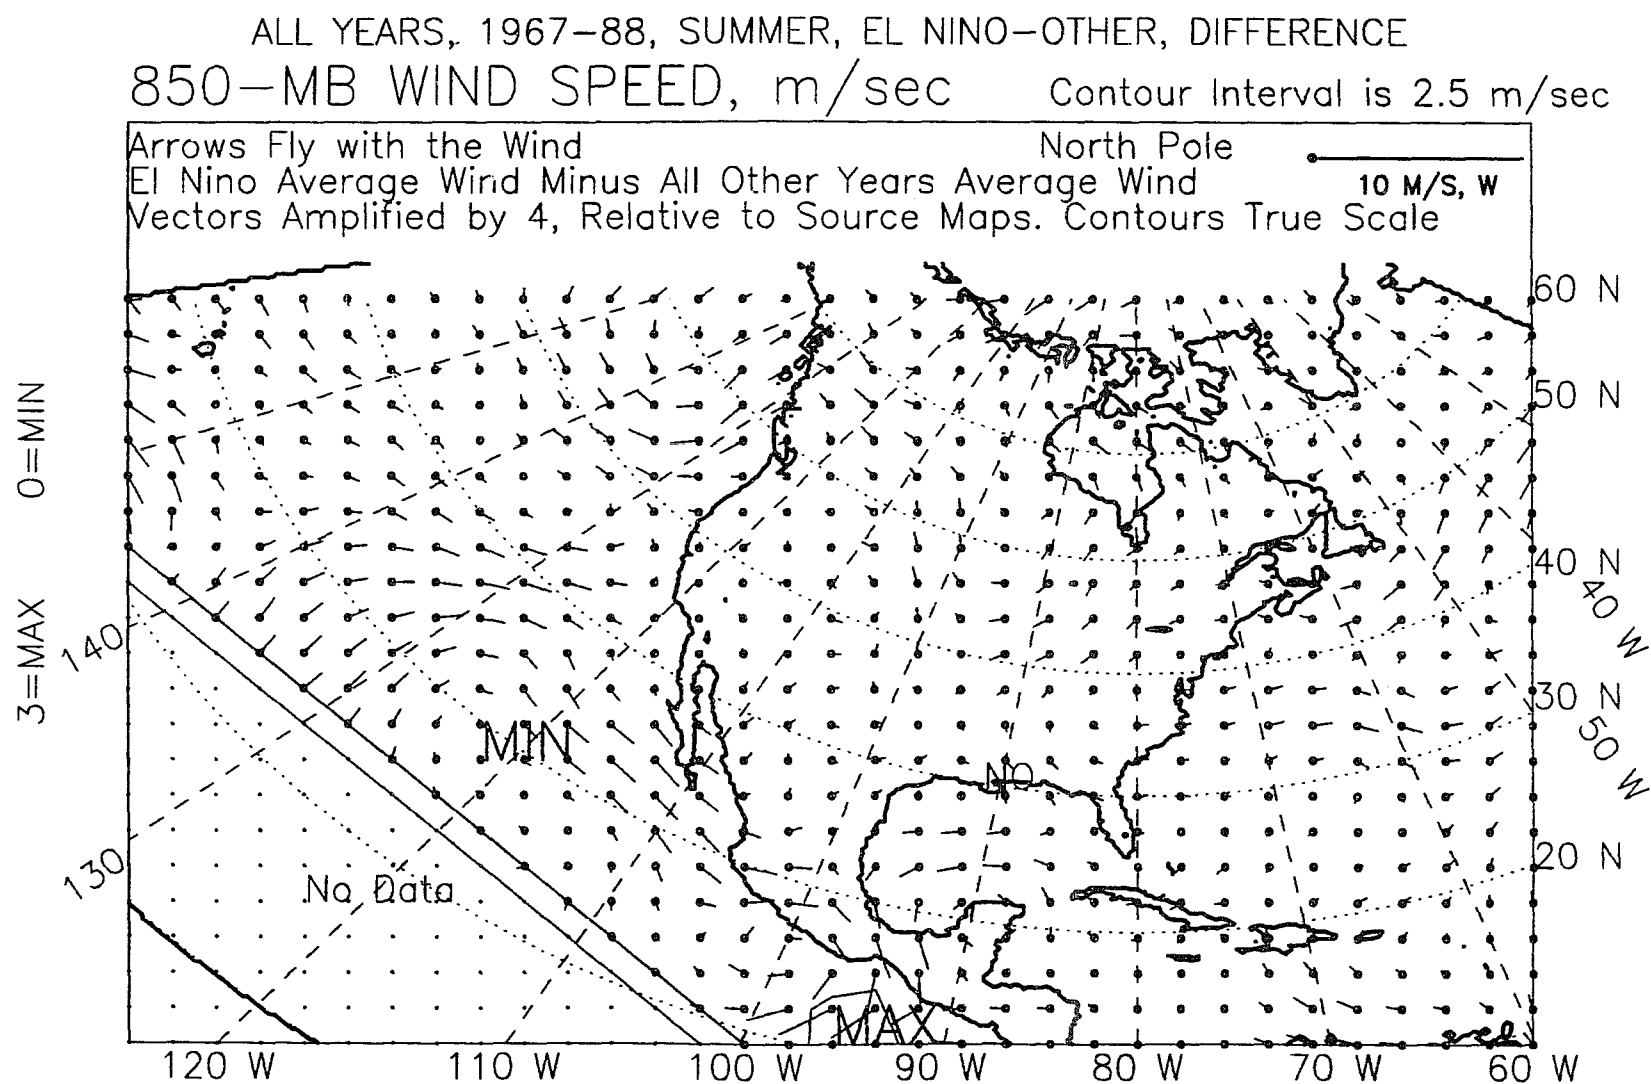 ALL YEARS, 1967-88, SUMMER, EL NINO-OTHER, DIFFERENCE
850-MB WIND SPEED, m/sec Contour Interval is 2.5 m/sec
Arrows Fly with the Wind North Pole
El Nino Average Wind Minus All Other Years Average Wind 10 M/S, W
Vectors Amplified by 4, Relative to Source Maps. Contours True Scale
60 N
50 N
40 N
40 W
30 N
50 W
20 N
0=MIN
3=MAX
140
130
MIN
NO
No Data
MAX
120 W 110 W 100 W 90 W 80 W 70 W 60 W